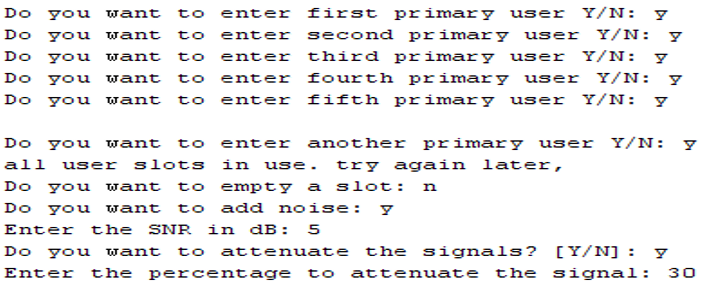 Do you want to enter first primary user Y/N: y
Do you want to enter second primary user Y/N: y
Do you want to enter third primary user Y/N: y
Do you want to enter fourth primary user Y/N: y
Do you want to enter fifth primary user Y/N: y
Do you want to enter another primary user Y/N: y
all user slots in use. try again later,
Do you want to empty a slot: n
Do you want to add noise: y
Enter the SNR in dB: 5
Do you want to attenuate the signals? [Y/N]: y
Enter the percentage to attenuate the signal: 30